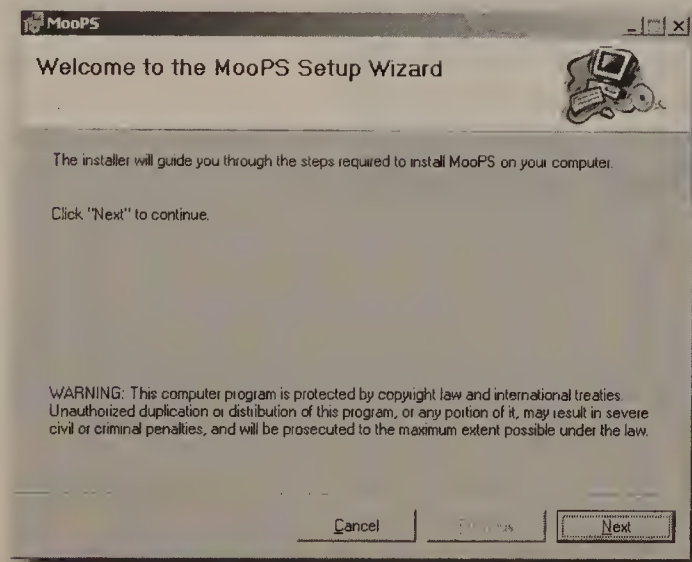 MooPS
Welcome to the MooPS Setup Wizard
The installer will guide you through the steps required to install MooPS on your computer.
Click "Next" to continue.
WARNING: This computer program is protected by copyright law and international treaties.
Unauthorized duplication or distribution of this program, or any portion of it, may result in severe
civil or criminal penalties, and will be prosecuted to the maximum extent possible under the law.
Cancel
Next